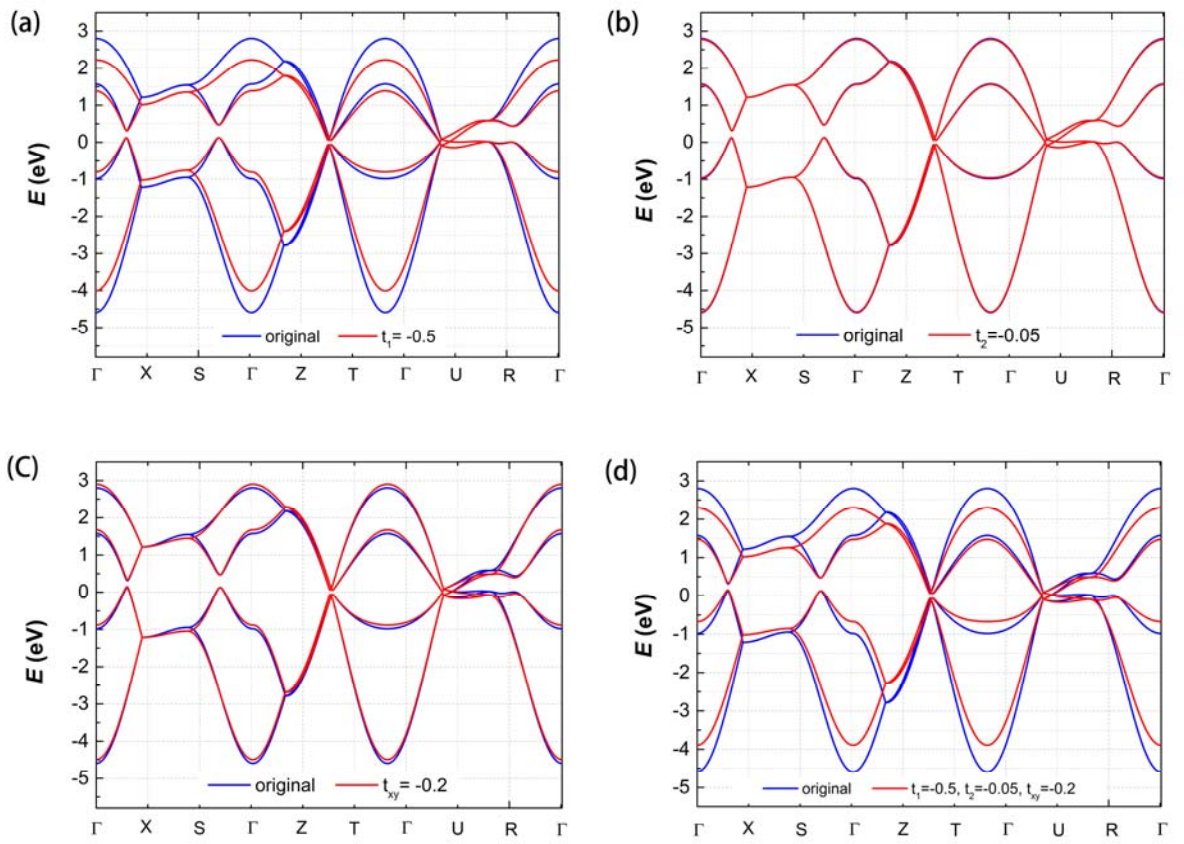 (a)
3
2
1
0
-1
-2
-3
-4
-5
E (eV)
original t1= -0.5
Γ X S Γ Z T Γ U R Γ
(b)
3
2
1
0
-1
-2
-3
-4
-5
E (eV)
original t2=-0.05
Γ X S Γ Z T Γ U R Γ
(C)
3
2
1
0
-1
-2
-3
-4
-5
E (eV)
original txy= -0.2
Γ X S Γ Z T Γ U R Γ
(d)
3
2
1
0
-1
-2
-3
-4
-5
E (eV)
original t1=-0.5, t2=-0.05, txy=-0.2
Γ X S Γ Z T Γ U R Γ